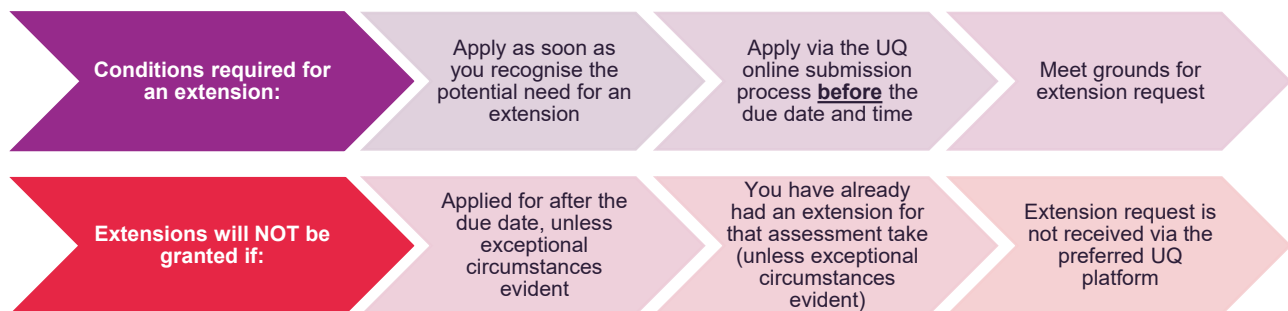 Conditions required for
an extension:
Apply as soon as
you recognise the
potential need for an
extension
Apply via the UQ
online submission
process before the
due date and time
Meet grounds for
extension request
Extensions will NOT be
granted if:
Applied for after the
due date, unless
exceptional
circumstances
evident
You have already
had an extension for
that assessment take
(unless exceptional
circumstances
evident)
Extension request is
not received via the
preferred UQ
platform